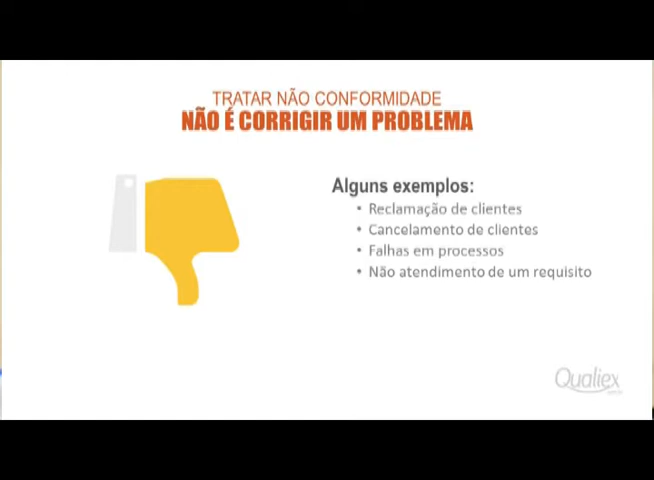 TRATAR NÃO CONFORMIDADE
NÃO É CORRIGIR UM PROBLEMA
Alguns exemplos:
• Reclamação de clientes
• Cancelamento de clientes
• Falhas em processos
• Não atendimento de um requisito
Qualiex